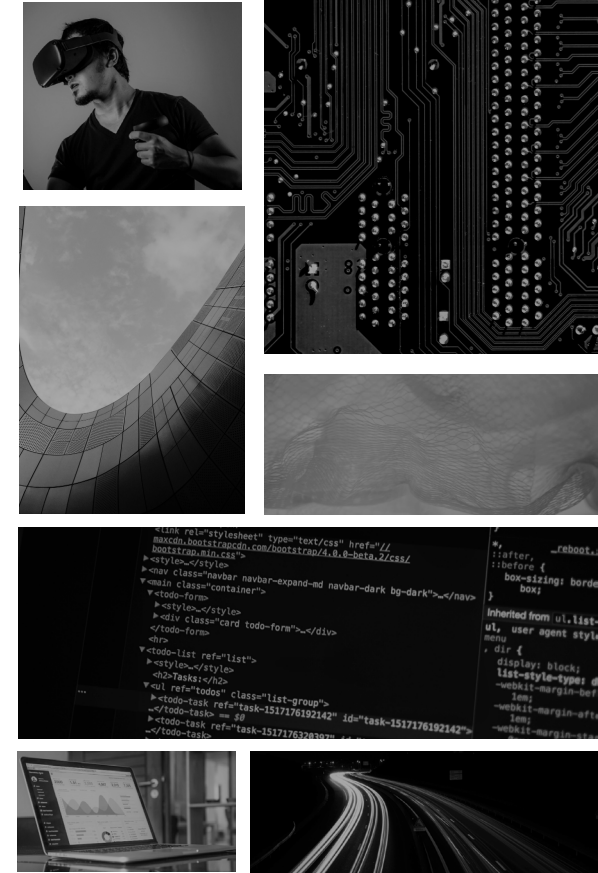 <link rel="stylesheet" type="text/css" href="//
maxcdn.bootstrapcdn.com/bootstrap/4.0.0-beta.2/css/
bootstrap.min.css">
▶<style>…</style>
▶<nav class="navbar navbar-expand-md navbar-dark bg-dark">…</nav>
▼<main class="container">
▼<todo-form>
▶<style>…</style>
▶<div class="card todo-form">…</div>
</todo-form>
<hr>
▼<todo-list ref="list">
▶<style>…</style>
<h2>Tasks:</h2>
▼<ul ref="todos" class="list-group">
▶<todo-task ref="task-1517176192142" id="task-1517176192142">
…</todo-task> == $0
▶<todo-task ref="task-1517176320397"
…</todo-task>
}
*,
_reboot.
::after,
::before {
box-sizing: borde
box;
}
Inherited from ul.list-
ul, user agent style
menu
, dir {
display: block;
list-style-type: d
-webkit-margin-bef
1em;
-webkit-margin-afte
1em;
-webkit-margin-sta